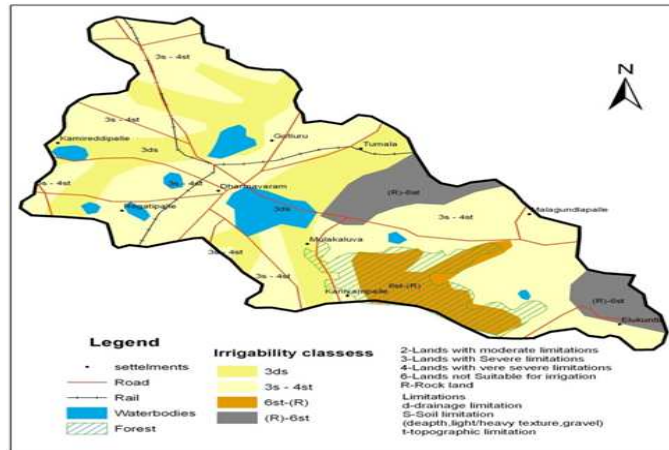 N
3s - 4st
3s - 4st
Kamireddipalle
3ds
Gotluru
Tumala
3s - 4st
3s - 4st
Dharmavaram
(R)-6st
3ds
3s - 4st
Malagundlapalle
Mulakaluva
3s - 4st
3s - 4st
6st-(R)
(R)-6st
Legend
settelments
Road
Rail
Waterbodies
Forest
Irrigability classess
3ds
3s - 4st
6st-(R)
(R)-6st
2-Lands with moderate limitations
3-Lands with Severe limitations
4-Lands with vere severe limitations
6-Lands not Suitable for irrigation
R-Rock land
Limitations
d-drainage limitation
S-Soil limitation
(deapth,light/heavy texture,gravel)
t-topographic limitation